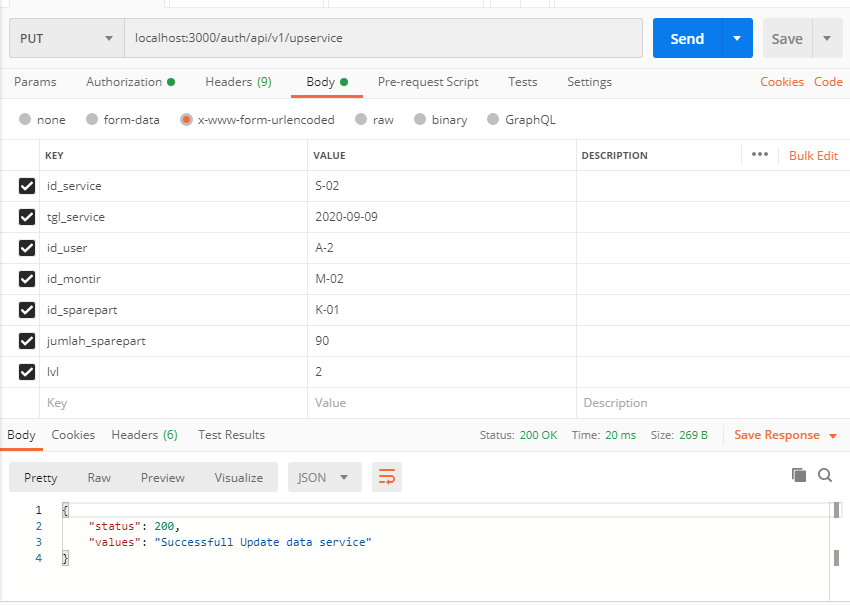 PUT localhost:3000/auth/api/v1/upservice Send Save
Params Authorization Headers (9) Body Pre-request Script Tests Settings Cookies Code
none form-data x-www-form-urlencoded raw binary GraphQL
KEY VALUE DESCRIPTION ••• Bulk Edit
id_service S-02
tgl_service 2020-09-09
id_user A-2
id_montir M-02
id_sparepart K-01
jumlah_sparepart 90
lvl 2
Key Value Description
Body Cookies Headers (6) Test Results Status: 200 OK Time: 20 ms Size: 269 B Save Response
Pretty Raw Preview Visualize JSON
1 {
2 "status": 200,
3 "values": "Successfull Update data service"
4 }